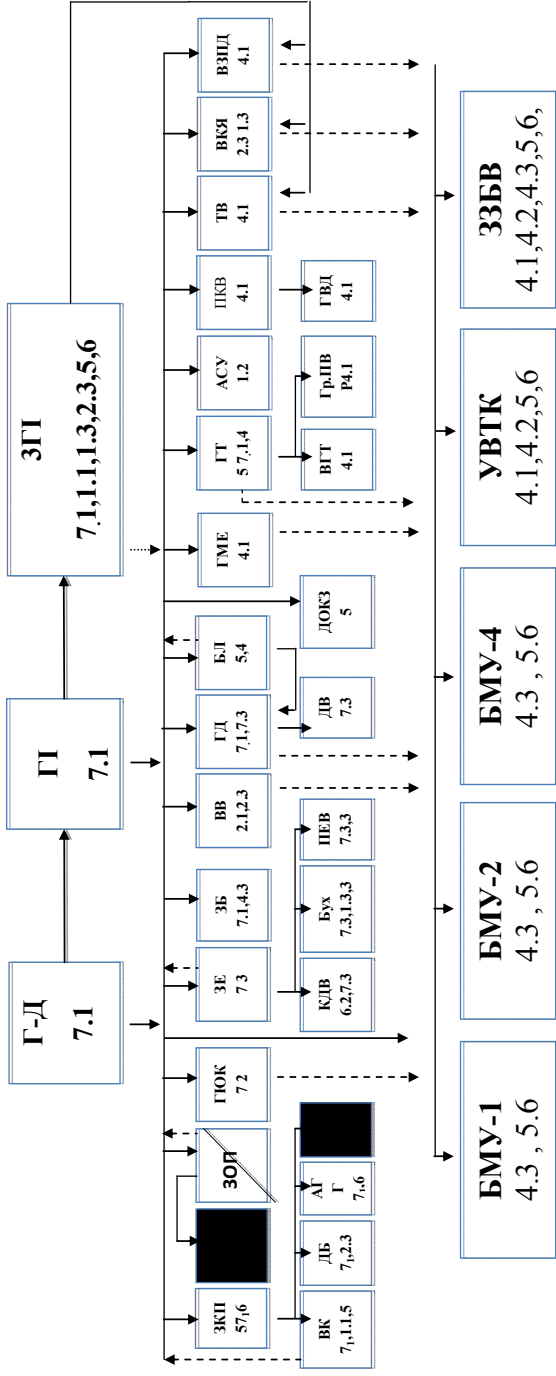 Г-Д
7.1
ГІ
7.1
ЗГІ
7.1,1.1,1.3,2.3,5,6
ЗКП
57,6
ЗОП
ГЮК
7 2
ЗЕ
7 3
ЗБ
7.1,4.3
ВВ
2.1,2.3
ГД
7.1,7.3
БЛ
5,4
ГМЕ
4.1
ГТ
5 7.1,4
АСУ
1.2
ПКВ
4.1
ТВ
4.1
ВКЯ
2.3 1.3
ВЗПД
4.1
ВК
7,1.1,5
ДБ
7,2.3
АГ
Г
7.6
КДВ
6.2,7.3
Бух
7.3,1.3,3
ПЕВ
7.3,3
ДВ
7.3
ДОКЗ
5
ВГТ
4.1
Гр.ПВ
Р4.1
ГВД
4.1
БМУ-1
4.3 , 5.6
БМУ-2
4.3 , 5.6
БМУ-4
4.3 , 5.6
УВТК
4.1,4.2,5,6
ЗЗБВ
4.1,4.2,4.3,5,6,